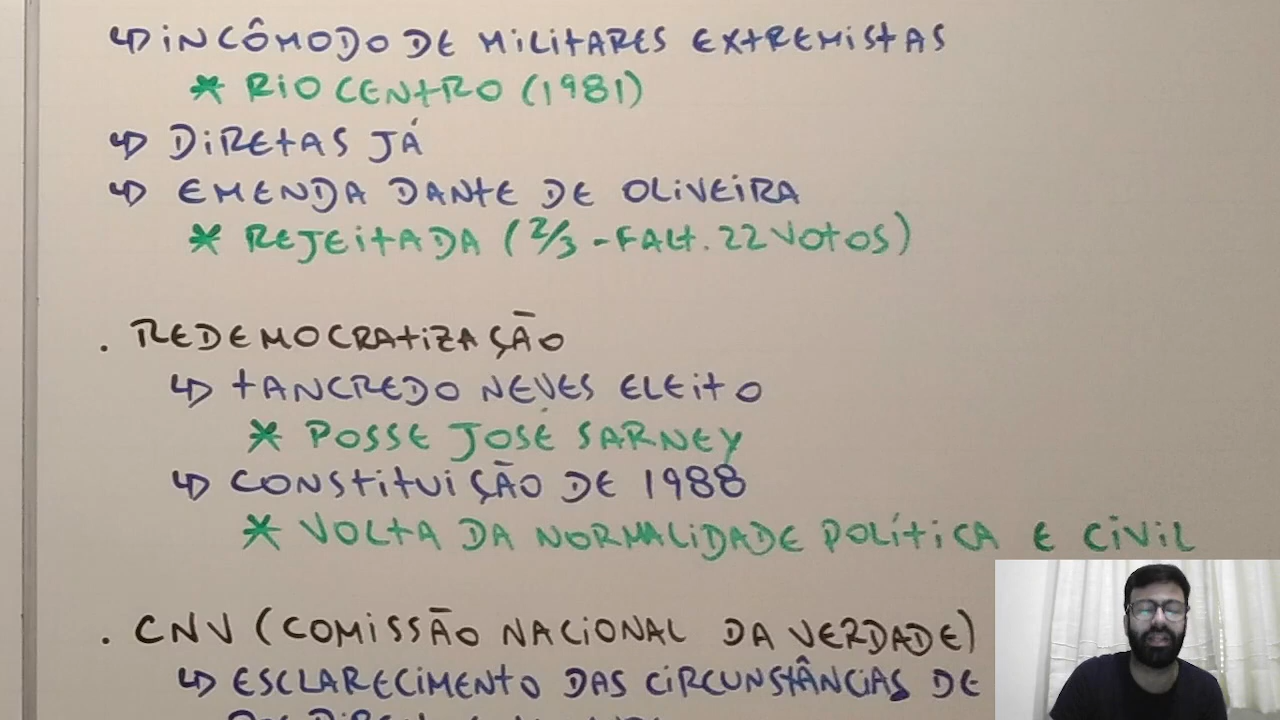 ↳ INCÔMODO DE MILITARES EXTREMISTAS
* RIOCENTRO (1981)
↳ DIRETAS JÁ
↳ EMENDA DANTE DE OLIVEIRA
* REJEITADA (2/3 - FALT. 22 VOTOS)
. REDEMOCRATIZAÇÃO
↳ TANCREDO NEVES ELEITO
* POSSE JOSÉ SARNEY
↳ CONSTITUIÇÃO DE 1988
* VOLTA DA NORMALIDADE POLÍTICA E CIVIL
. CNV (COMISSÃO NACIONAL DA VERDADE)
↳ ESCLARECIMENTO DAS CIRCUNSTÂNCIAS DE